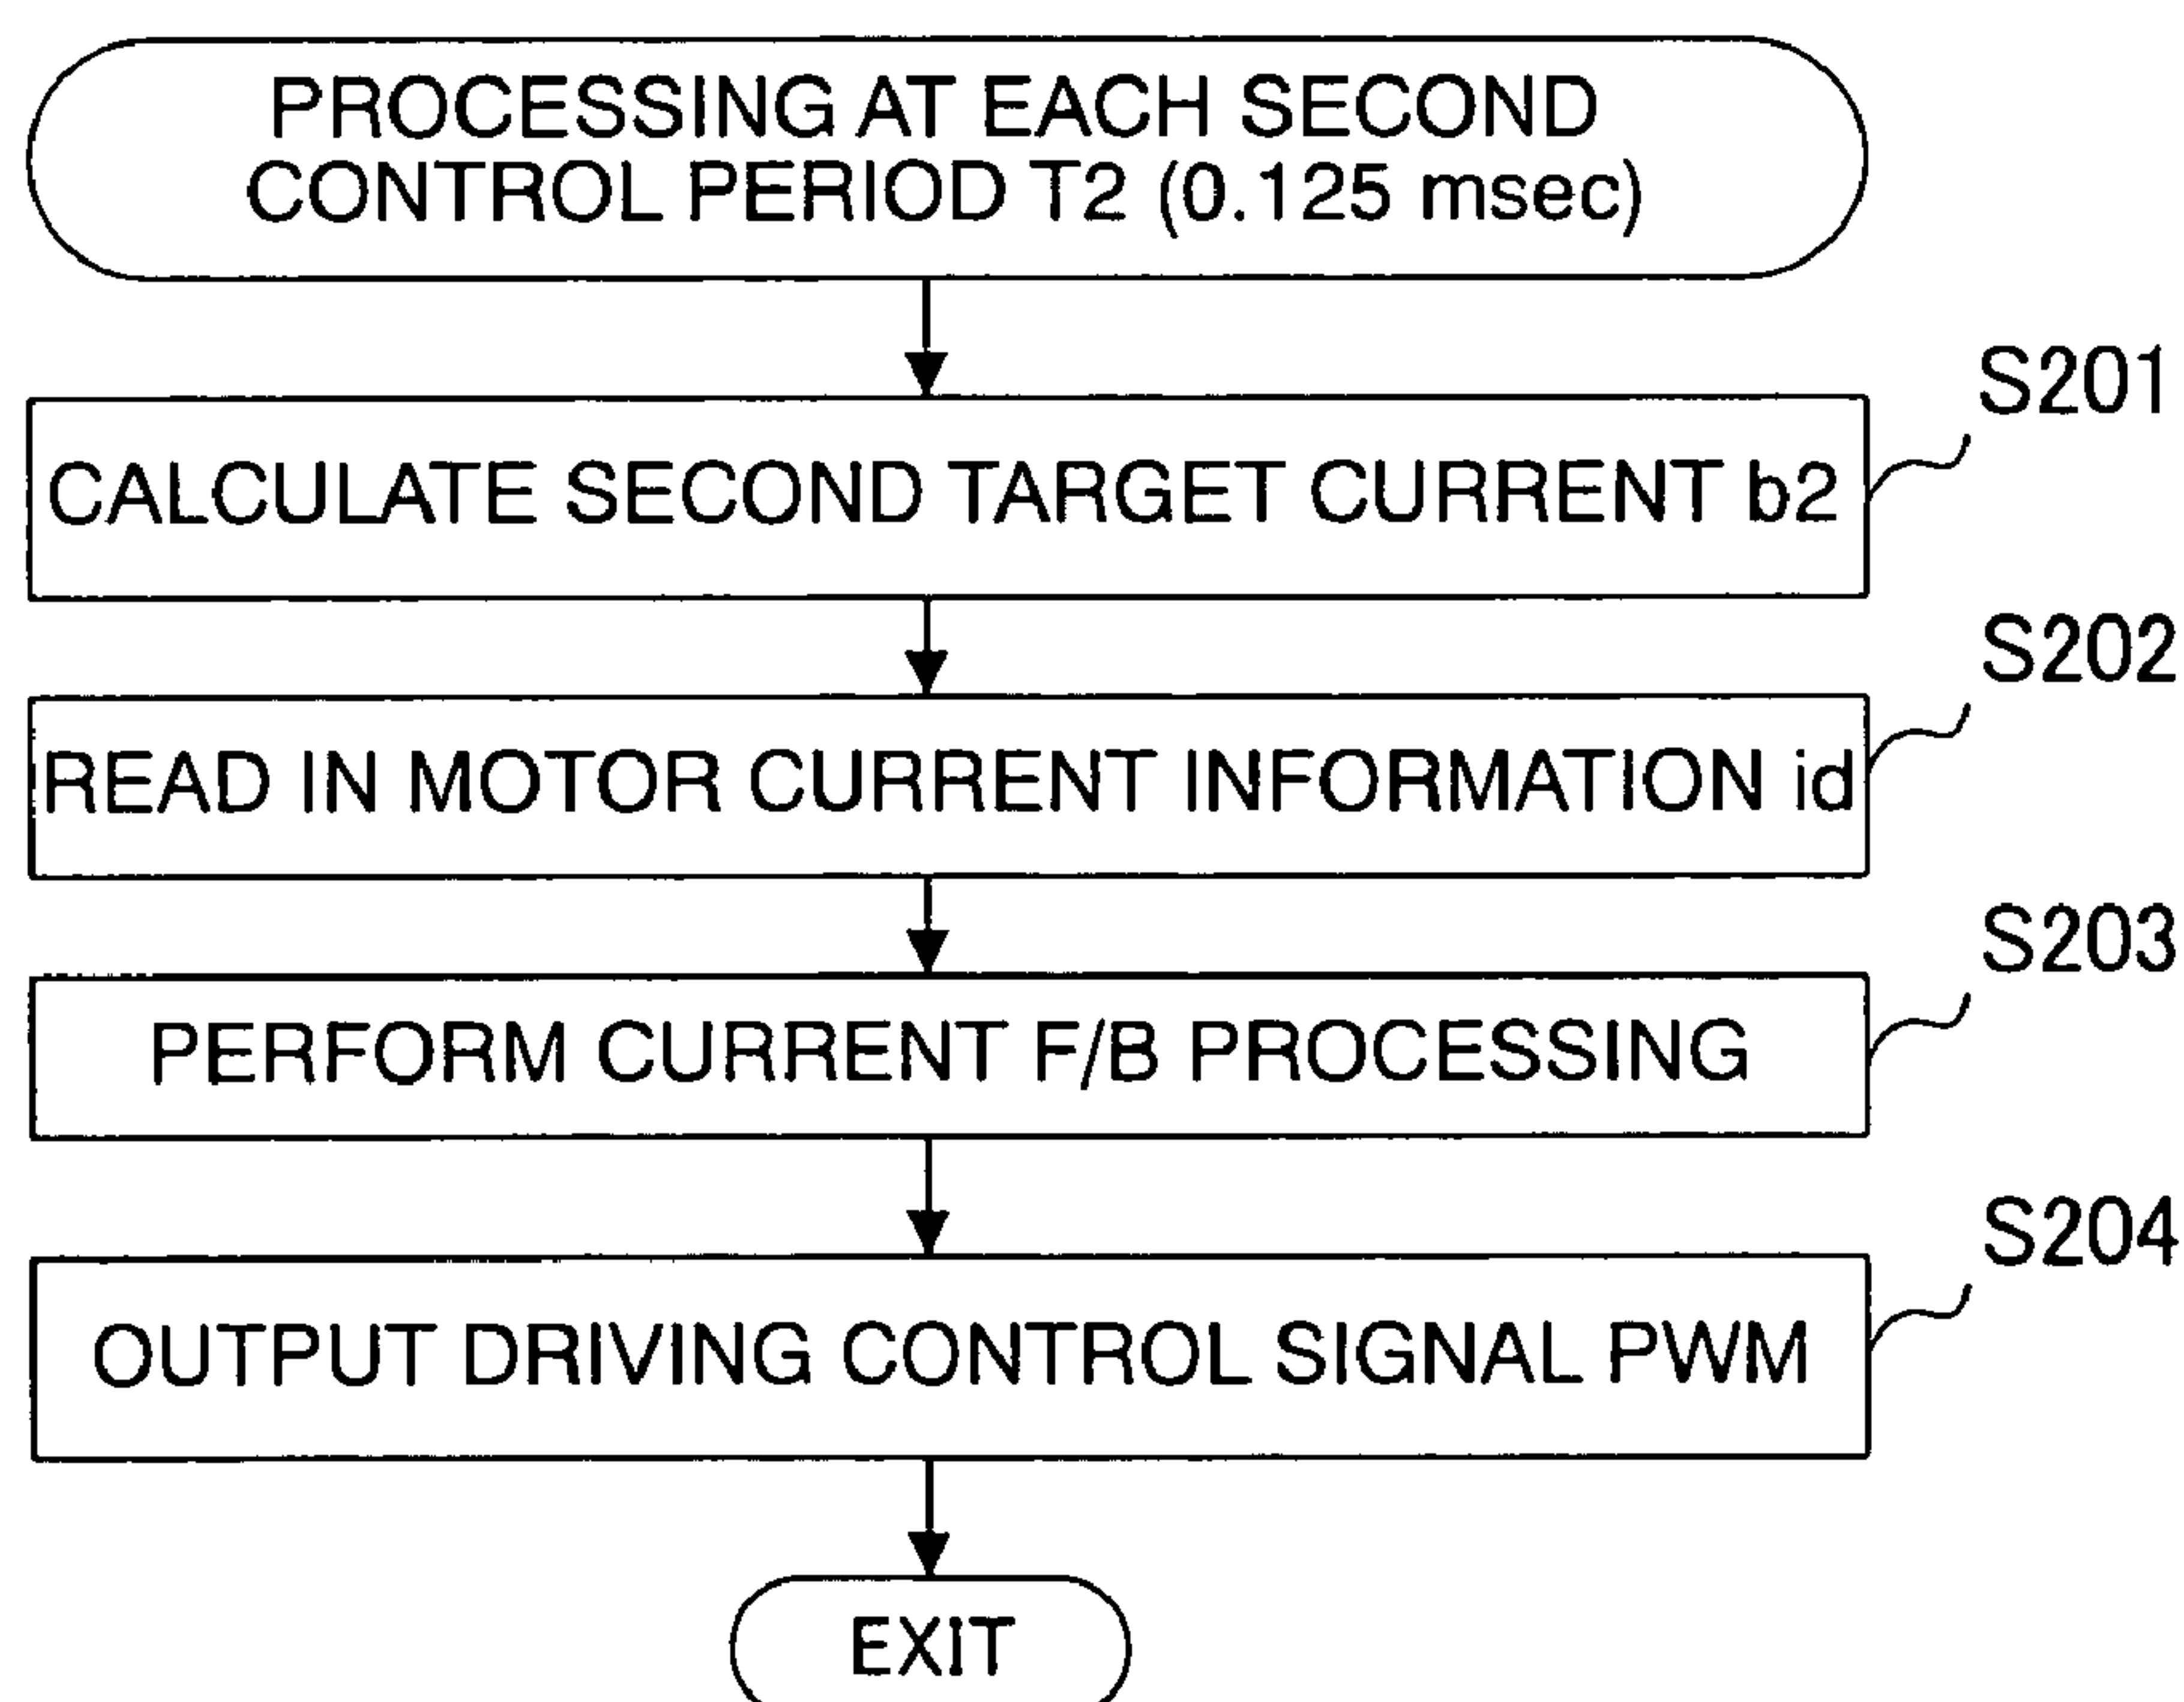 PROCESSING AT EACH SECOND
CONTROL PERIOD T2 (0.125 msec)
S201
CALCULATE SECOND TARGET CURRENT b2
S202
READ IN MOTOR CURRENT INFORMATION id
S203
PERFORM CURRENT F/B PROCESSING
S204
OUTPUT DRIVING CONTROL SIGNAL PWM
EXIT